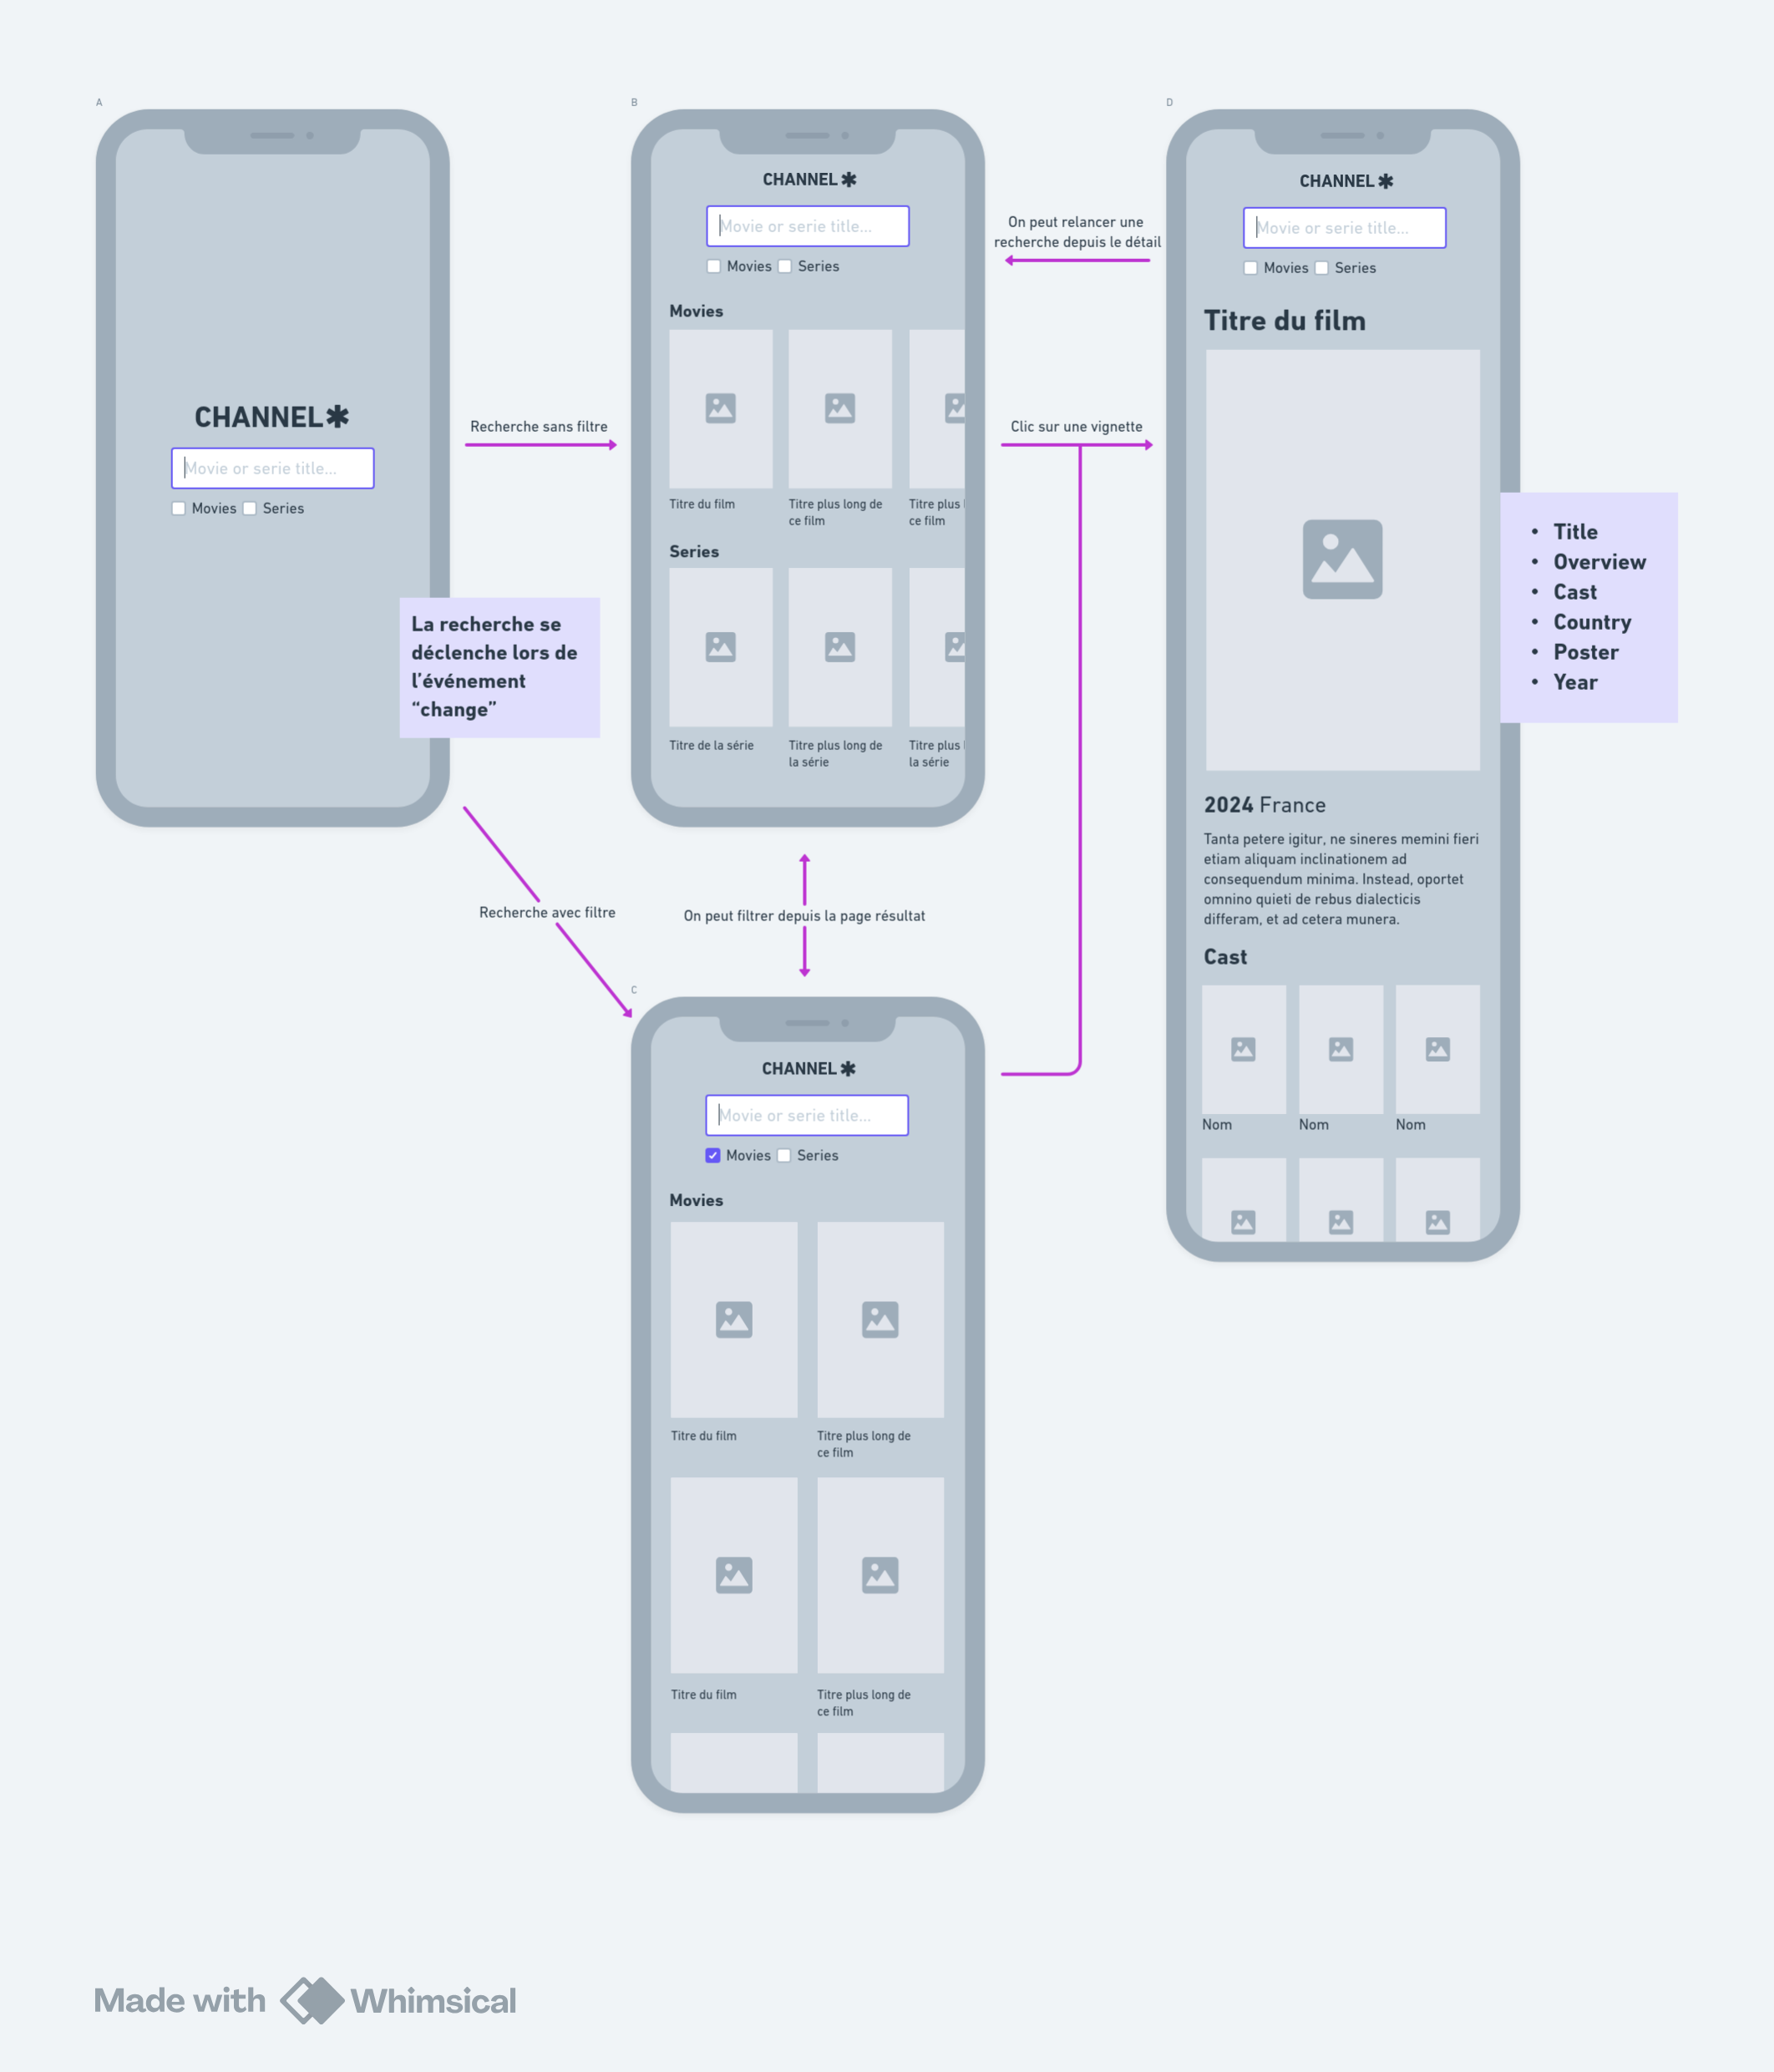 A
CHANNEL✱
Movie or serie title...
Movies Series
La recherche se
déclenche lors de
l’événement
“change”
Recherche sans filtre
Recherche avec filtre
B
CHANNEL✱
Movie or serie title...
Movies Series
Movies
Titre du film
Titre plus long de
ce film
Titre plus
ce film
Series
Titre de la série
Titre plus long de
la série
Titre plus
la série
On peut filtrer depuis la page résultat
C
CHANNEL✱
Movie or serie title...
Movies Series
Movies
Titre du film
Titre plus long de
ce film
Titre du film
Titre plus long de
ce film
On peut relancer une
recherche depuis le détail
Clic sur une vignette
D
CHANNEL✱
Movie or serie title...
Movies Series
Titre du film
• Title
• Overview
• Cast
• Country
• Poster
• Year
2024 France
Tanta petere igitur, ne sineres memini fieri
etiam aliquam inclinationem ad
consequendum minima. Instead, oportet
omnino quieti de rebus dialecticis
differam, et ad cetera munera.
Cast
Nom Nom Nom
Made with Whimsical